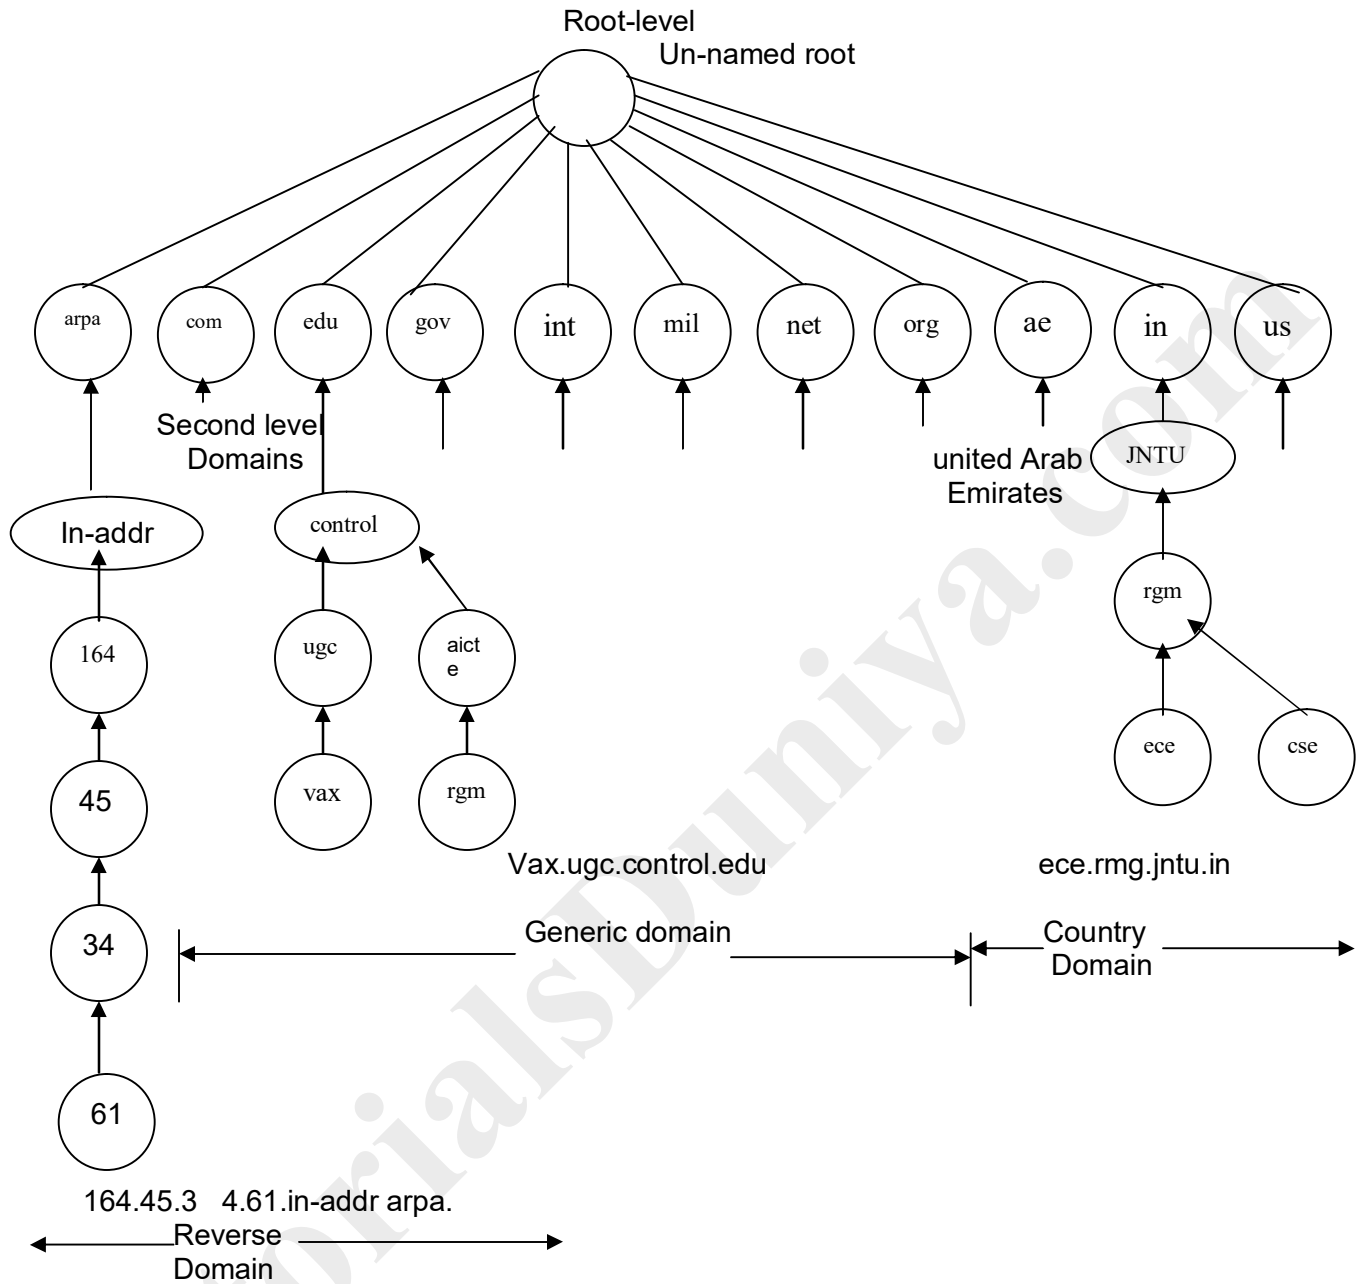 Root-level
Un-named root
arpa
com
edu
gov
int
mil
net
org
ae
in
us
Second level
Domains
united Arab
Emirates
JNTU
In-addr
control
rgm
164
ugc
aict
e
ece
cse
45
vax
rgm
Vax.ugc.control.edu
ece.rmg.jntu.in
34
Generic domain
Country
Domain
61
164.45.3 4.61.in-addr arpa.
Reverse
Domain
orialsDuniya.com